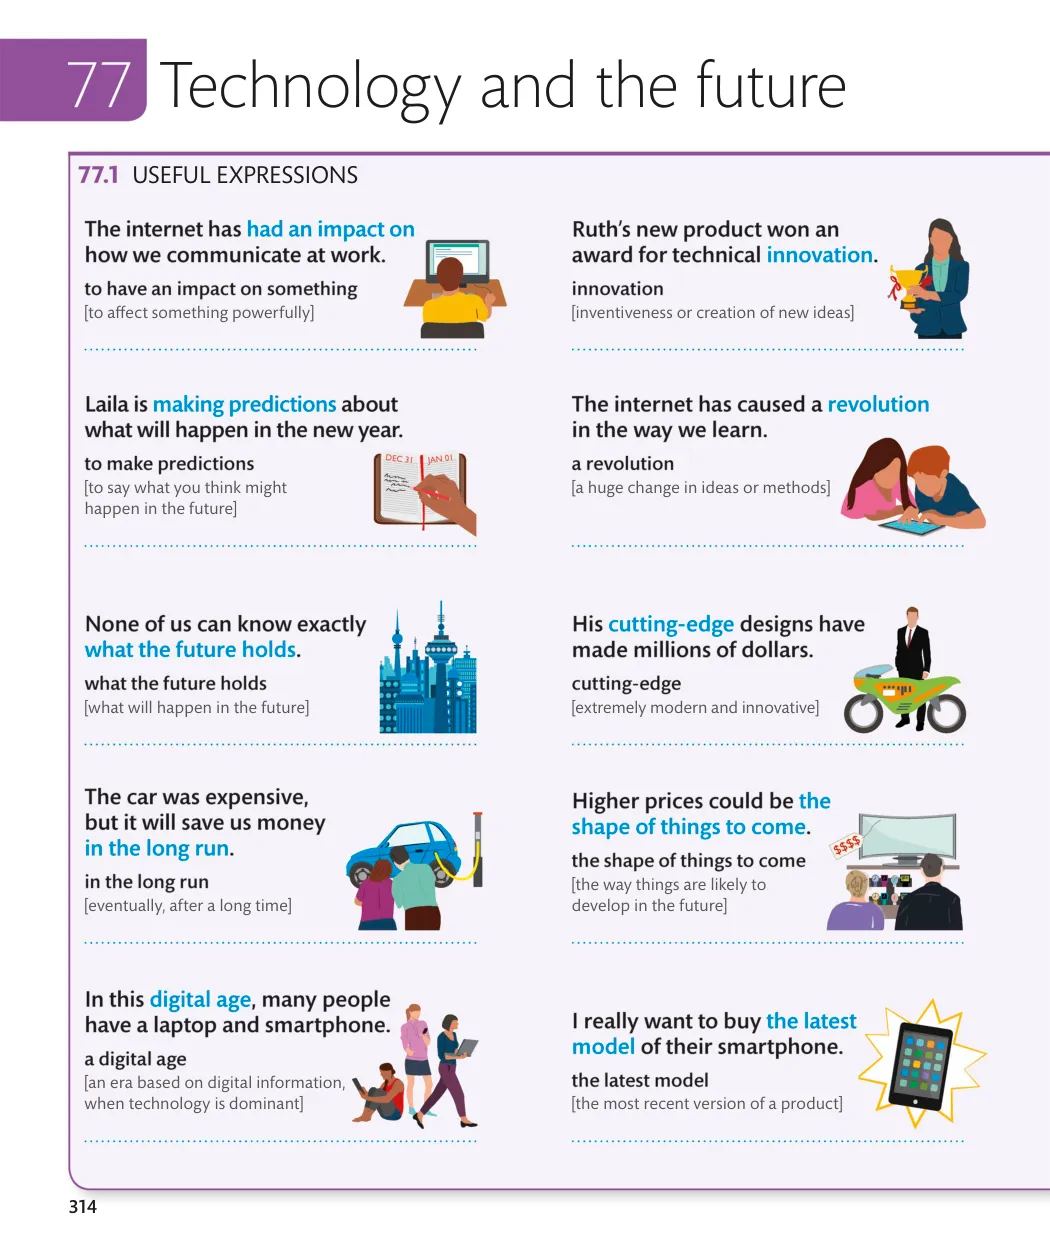 77 Technology and the future
77.1 USEFUL EXPRESSIONS
The internet has had an impact on
how we communicate at work.
to have an impact on something
[to affect something powerfully]
Ruth's new product won an
award for technical innovation.
innovation
[inventiveness or creation of new ideas]
Laila is making predictions about
what will happen in the new year.
to make predictions
[to say what you think might
happen in the future]
DEC 31 JAN 01
The internet has caused a revolution
in the way we learn.
a revolution
[a huge change in ideas or methods]
None of us can know exactly
what the future holds.
what the future holds
[what will happen in the future]
His cutting-edge designs have
made millions of dollars.
cutting-edge
[extremely modern and innovative]
The car was expensive,
but it will save us money
in the long run.
in the long run
[eventually, after a long time]
Higher prices could be the
shape of things to come.
the shape of things to come
[the way things are likely to
develop in the future]
$$$$
In this digital age, many people
have a laptop and smartphone.
a digital age
[an era based on digital information,
when technology is dominant]
I really want to buy the latest
model of their smartphone.
the latest model
[the most recent version of a product]
314